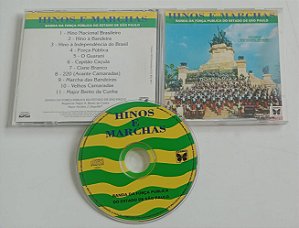 HINOS E MARCHAS
BANDA DA FORÇA PÚBLICA DO ESTADO DE SÃO PAULO
1 - Hino Nacional Brasileiro
2 - Hino à Bandeira
3 - Hino à Independência do Brasil
4 - Força Pública
5 - O Guarani
6 - Capitão Caçula
7 - Cisne Branco
8 - 220 (Avante Camaradas)
9 - Marcha das Bandeiras
10 - Velhos Camaradas
11 - Major Barbo da Cunha
HINOS E MARCHAS
BANDA DA FORÇA PÚBLICA DO ESTADO DE SÃO PAULO
HINOS E
MARCHAS
BANDA DA FORÇA PÚBLICA
DO ESTADO DE SÃO PAULO